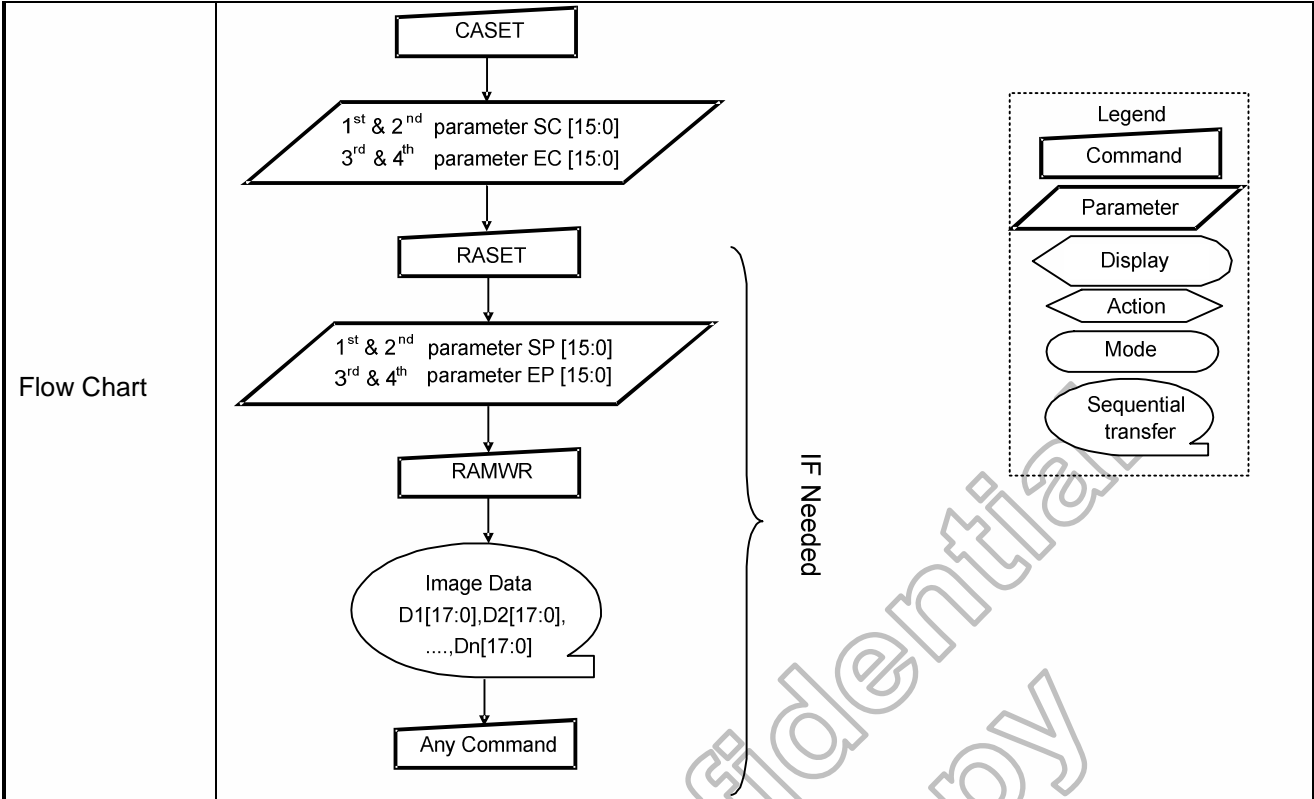 Flow Chart
CASET
1st & 2nd parameter SC [15:0]
3rd & 4th parameter EC [15:0]
RASET
1st & 2nd parameter SP [15:0]
3rd & 4th parameter EP [15:0]
RAMWR
Image Data
D1[17:0],D2[17:0],
....,Dn[17:0]
Any Command
IF Needed
Legend
Command
Parameter
Display
Action
Mode
Sequential
transfer